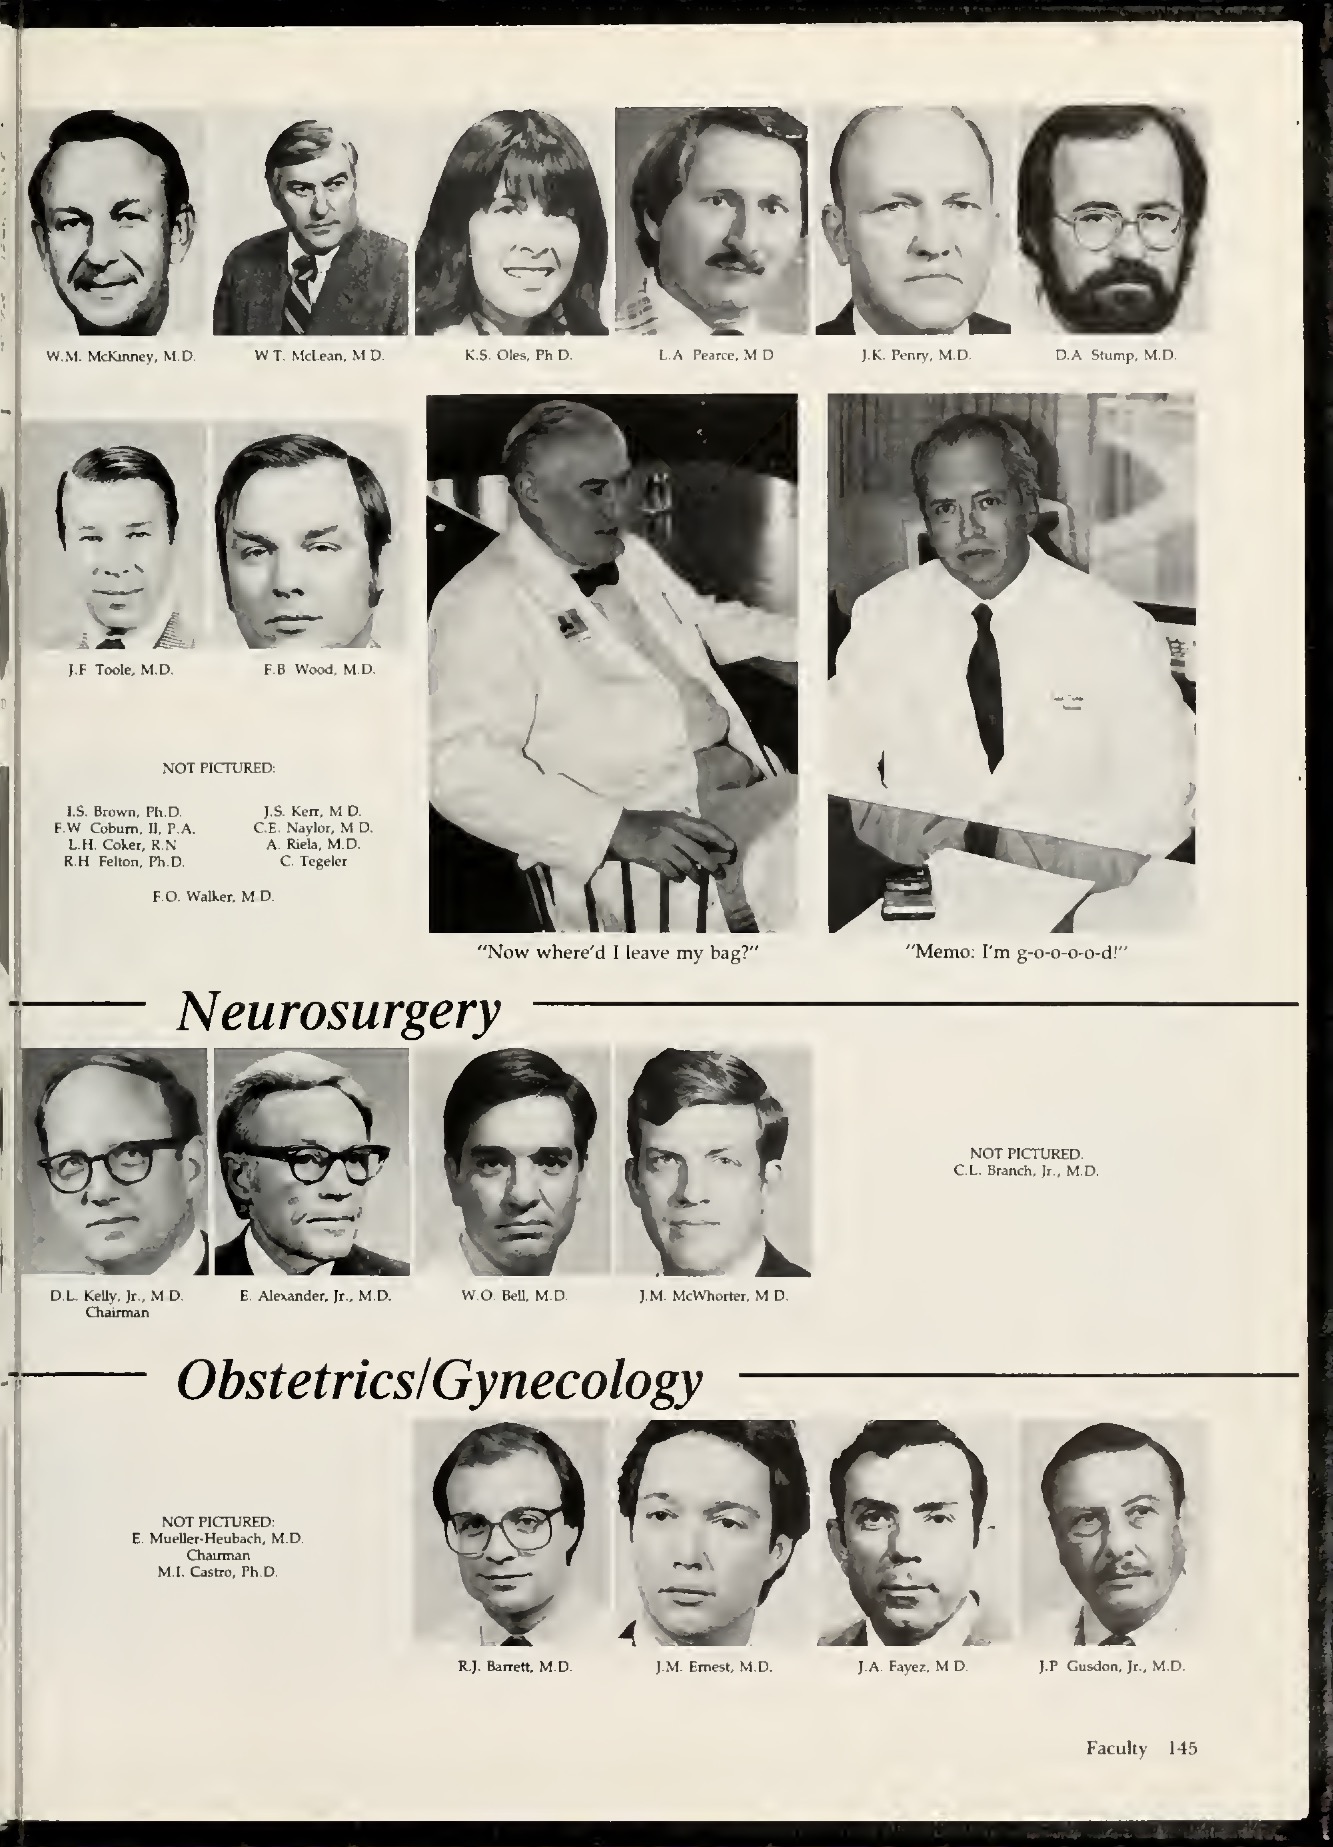 W.M. McKinney, M.D.
W T. McLean, M D.
K.S. Oles, Ph D.
L.A Pearce, M D
J.K. Penry, M.D.
D.A Stump, M.D.
J.F Toole, M.D.
F.B Wood, M.D.
NOT PICTURED:
I.S. Brown, Ph.D.
F.W Coburn, II, P.A.
L.H. Coker, R.N
R.H Felton, Ph.D.
J.S. Kerr, M D.
C.E. Naylor, M D.
A. Riela, M.D.
C. Tegeler
F.O. Walker, M.D.
"Now where'd I leave my bag?"
"Memo: I'm g-o-o-o-o-d!"
Neurosurgery
D.L. Kelly, Jr., M D.
Chairman
E. Alexander, Jr., M.D.
W.O. Bell, M.D.
J.M. McWhorter, M D.
NOT PICTURED.
C.L. Branch, Jr., M.D.
Obstetrics/Gynecology
NOT PICTURED:
E. Mueller-Heubach, M.D.
Chairman
M.I. Castro, Ph.D.
R.J. Barrett, M.D.
J.M. Ernest, M.D.
J.A. Fayez, M D.
J.P Gusdon, Jr., M.D.
Faculty 145